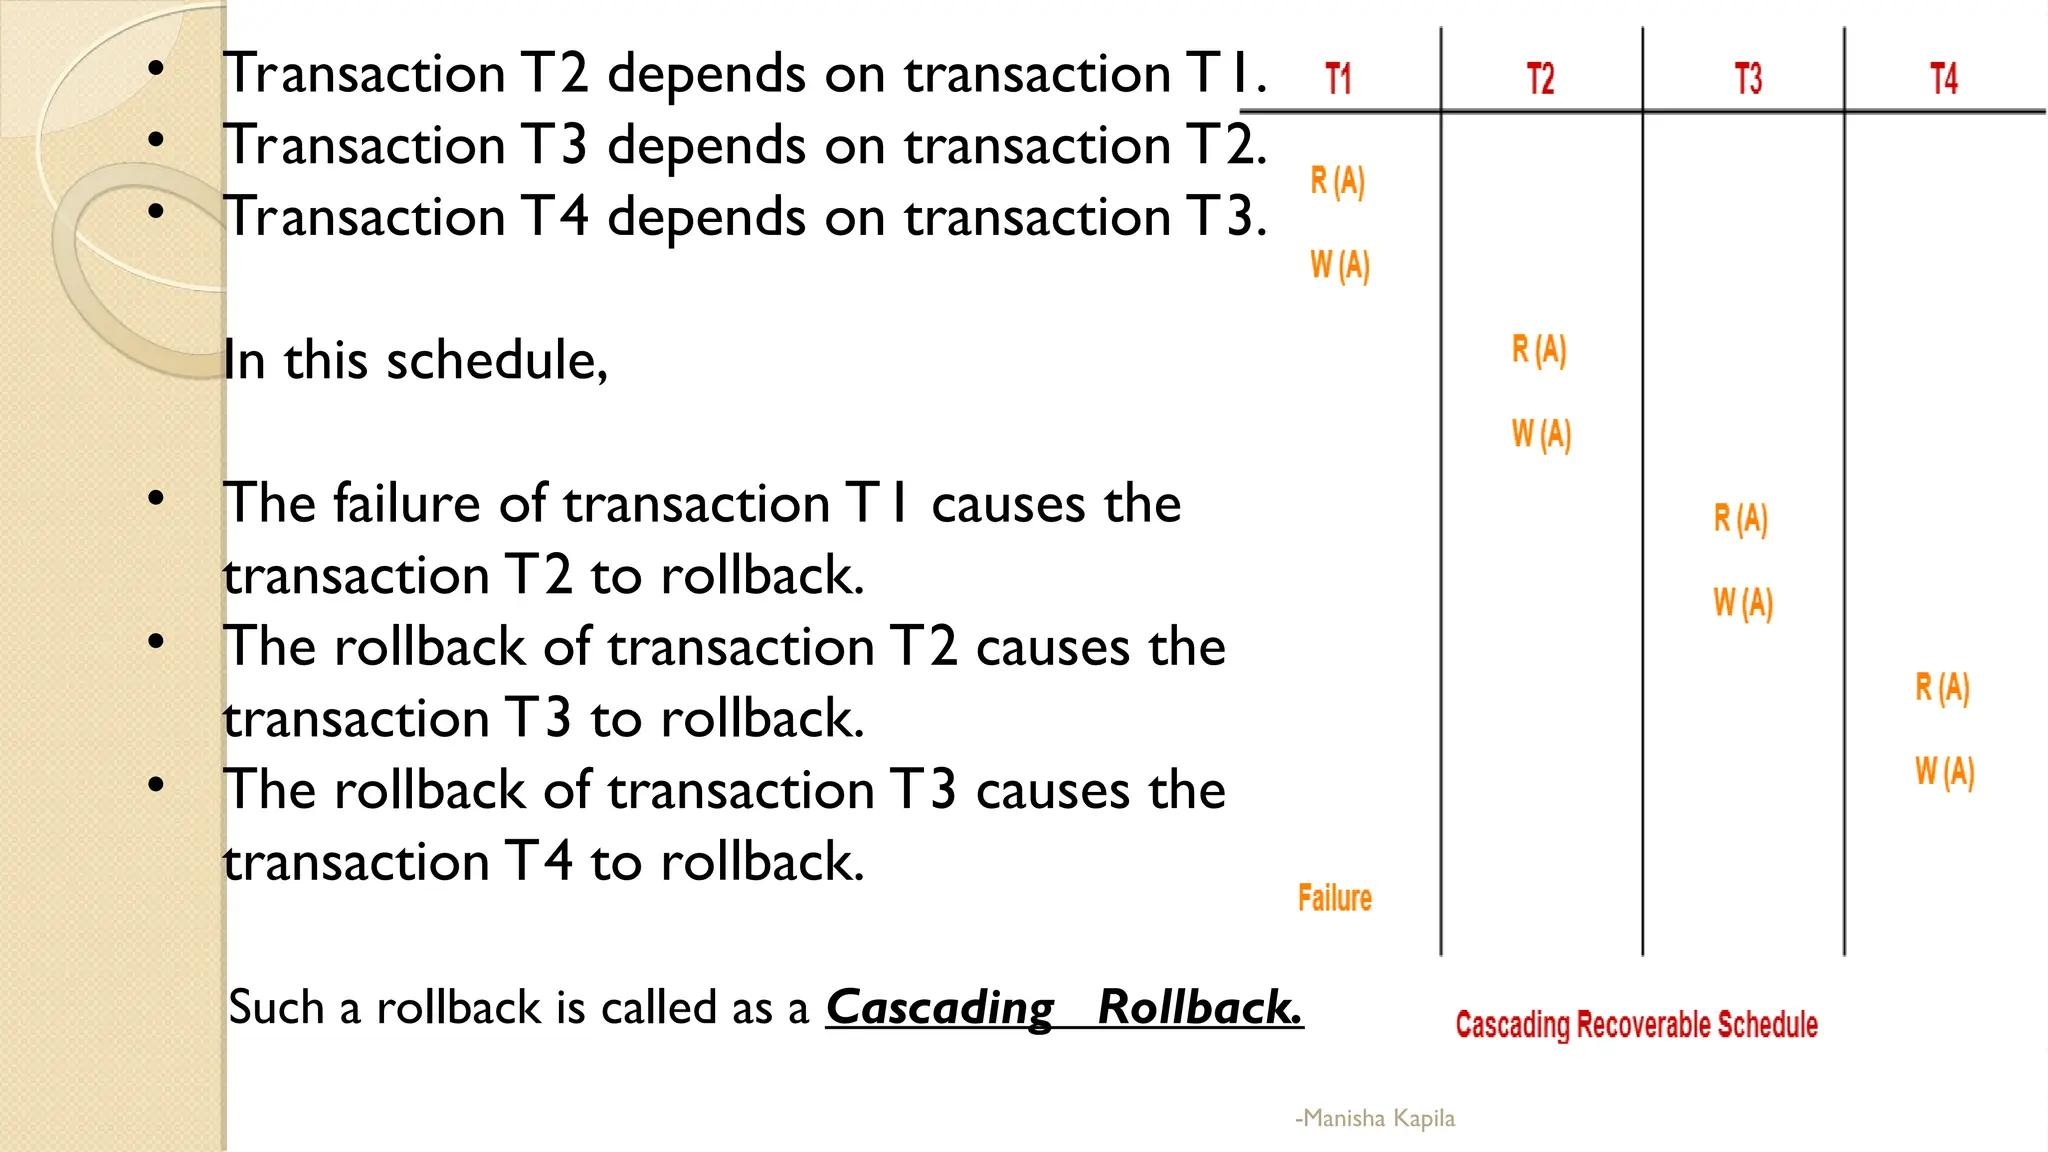 • Transaction T2 depends on transaction T1.
• Transaction T3 depends on transaction T2.
• Transaction T4 depends on transaction T3.
In this schedule,
• The failure of transaction T1 causes the
transaction T2 to rollback.
• The rollback of transaction T2 causes the
transaction T3 to rollback.
• The rollback of transaction T3 causes the
transaction T4 to rollback.
Such a rollback is called as a Cascading Rollback.
T1 T2 T3 T4
R (A)
W (A)
R (A)
W (A)
R (A)
W (A)
R (A)
W (A)
Failure
Cascading Recoverable Schedule
-Manisha Kapila